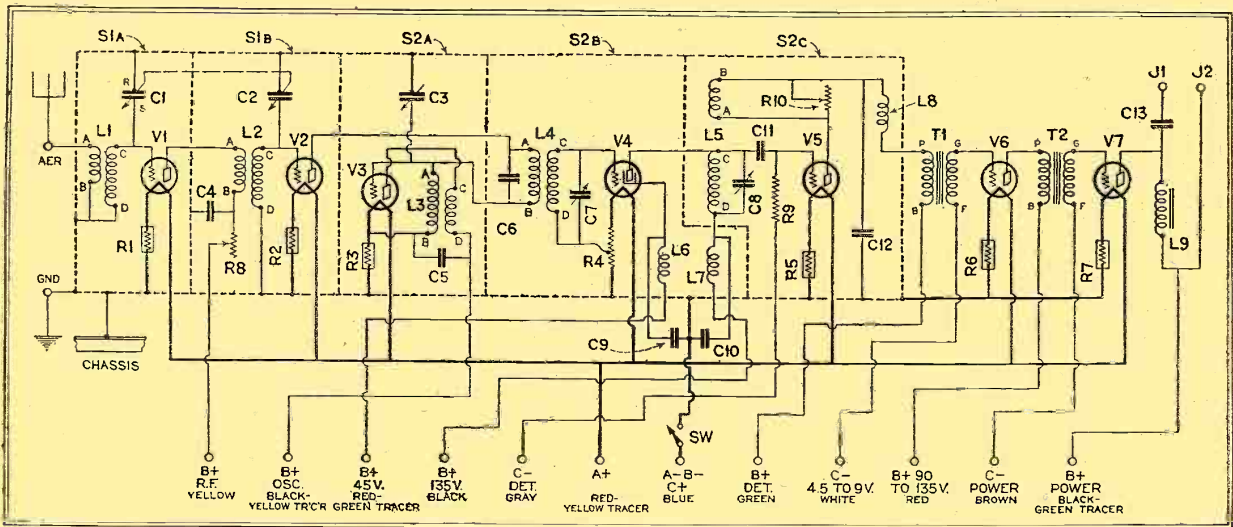 S1A S1B S2A S2B S2C
J1 J2
R C1 S C2 C3 R10 L8 C13
AER L1 A B C D V1 L2 A B C D V2 V3 A B C D L3 L4 A B C D V4 L5 B A C D C11 V5 T1 P B G F V6 T2 P B G F V7
C4 C7 C8 R9 C12
R1 R8 R2 R3 C5 C6 R4 L6 L7 R5 R6 R7 L9
GND
CHASSIS
C9 C10
SW
B+
R.F.
YELLOW
B+
OSC.
BLACK-
YELLOW TR'C'R
B+
45V.
RED-
GREEN TRACER
B+
135V.
BLACK
C-
DET.
GRAY
A+
RED-
YELLOW TRACER
A-B-
C+
BLUE
B+
DET.
GREEN
C-
4.5 TO 9V.
WHITE
B+ 90
TO 135V.
RED
C-
POWER
BROWN
B+
POWER
BLACK-
GREEN TRACER